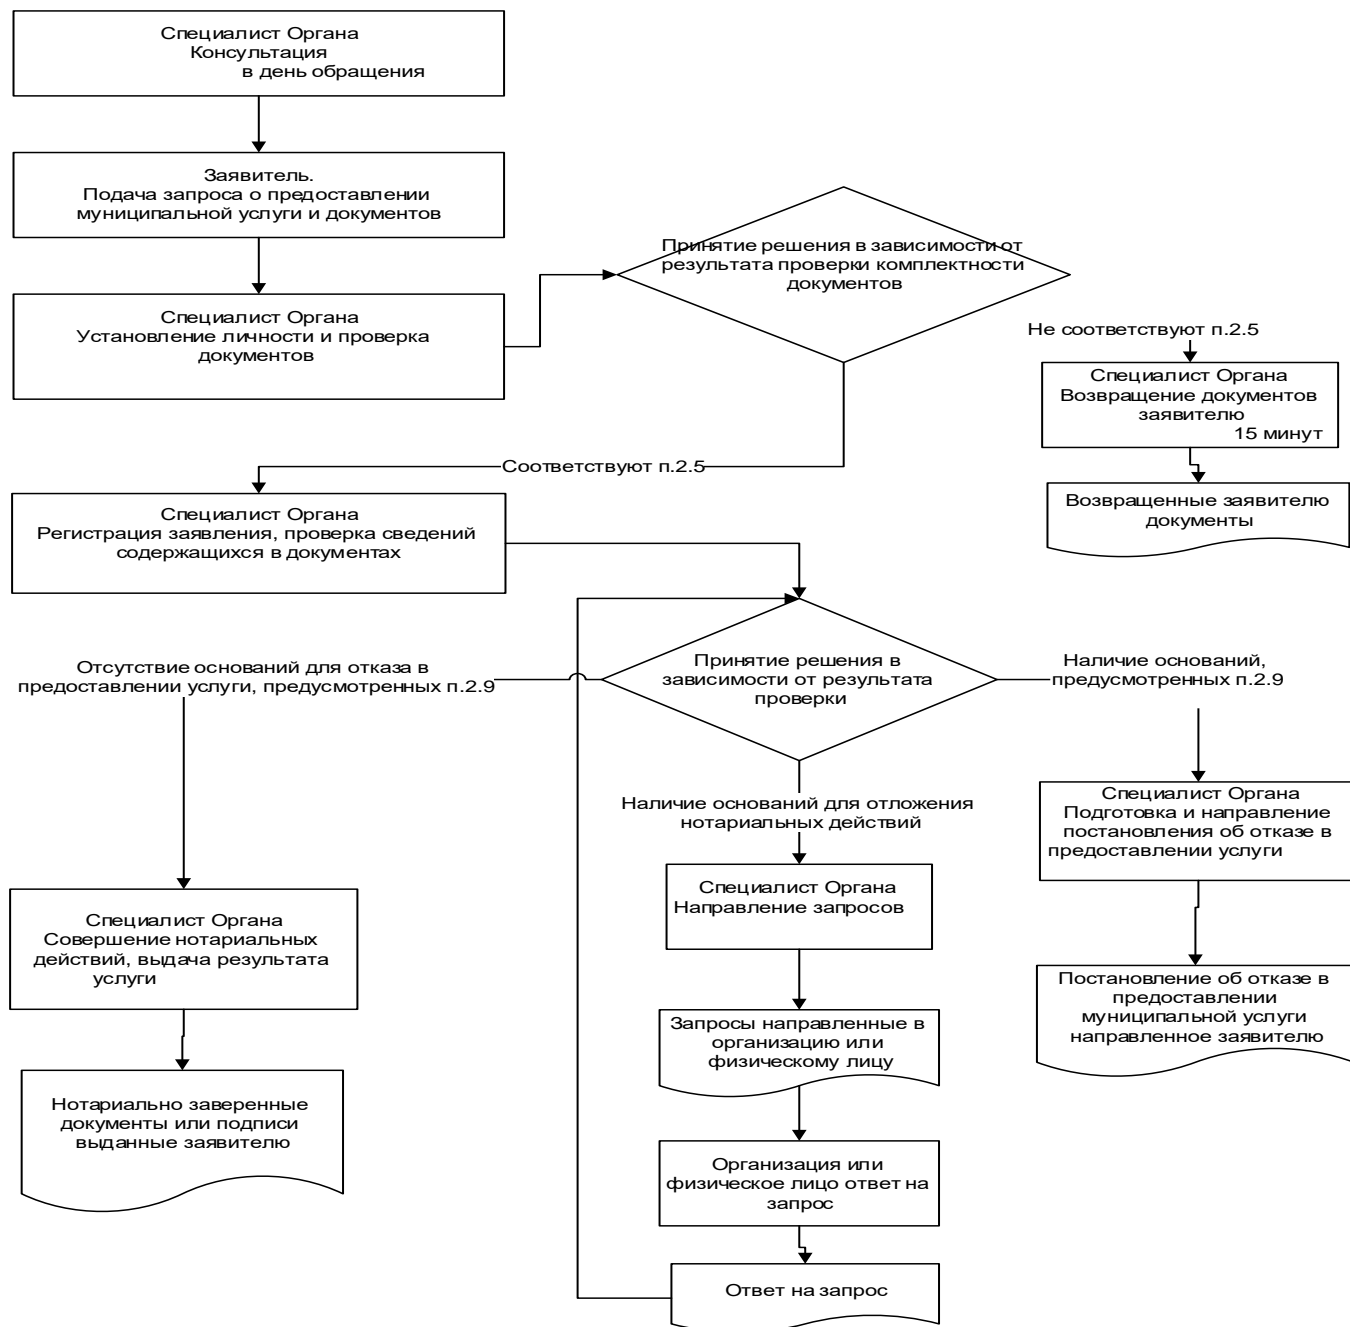 Специалист Органа
Консультация
в день обращения
Заявитель.
Подача запроса о предоставлении
муниципальной услуги и документов
Принятие решения в зависимости от
результата проверки комплектности
документов
Специалист Органа
Установление личности и проверка
документов
Не соответствуют п.2.5
Специалист Органа
Возвращение документов
заявителю
15 минут
Соответствуют п.2.5
Возвращенные заявителю
документы
Специалист Органа
Регистрация заявления, проверка сведений
содержащихся в документах
Отсутствие оснований для отказа в
предоставлении услуги, предусмотренных п.2.9
Принятие решения в
зависимости от результата
проверки
Наличие оснований,
предусмотренных п.2.9
Наличие оснований для отложения
нотариальных действий
Специалист Органа
Подготовка и направление
постановления об отказе в
предоставлении услуги
Специалист Органа
Направление запросов
Специалист Органа
Совершение нотариальных
действий, выдача результата
услуги
Постановление об отказе в
предоставлении
муниципальной услуги
направленное заявителю
Запросы направленные в
организацию или
физическому лицу
Нотариально заверенные
документы или подписи
выданные заявителю
Организация или
физическое лицо ответ на
запрос
Ответ на запрос